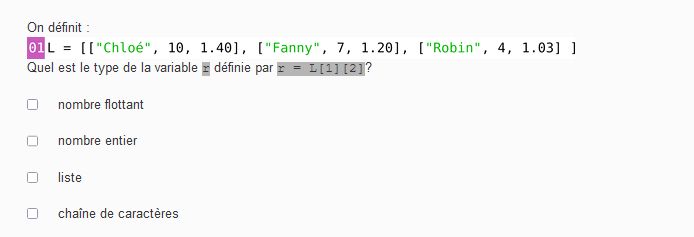 On définit :
01 L = [["Chloé", 10, 1.40], ["Fanny", 7, 1.20], ["Robin", 4, 1.03] ]
Quel est le type de la variable r définie par r = L[1][2]?
nombre flottant
nombre entier
liste
chaîne de caractères